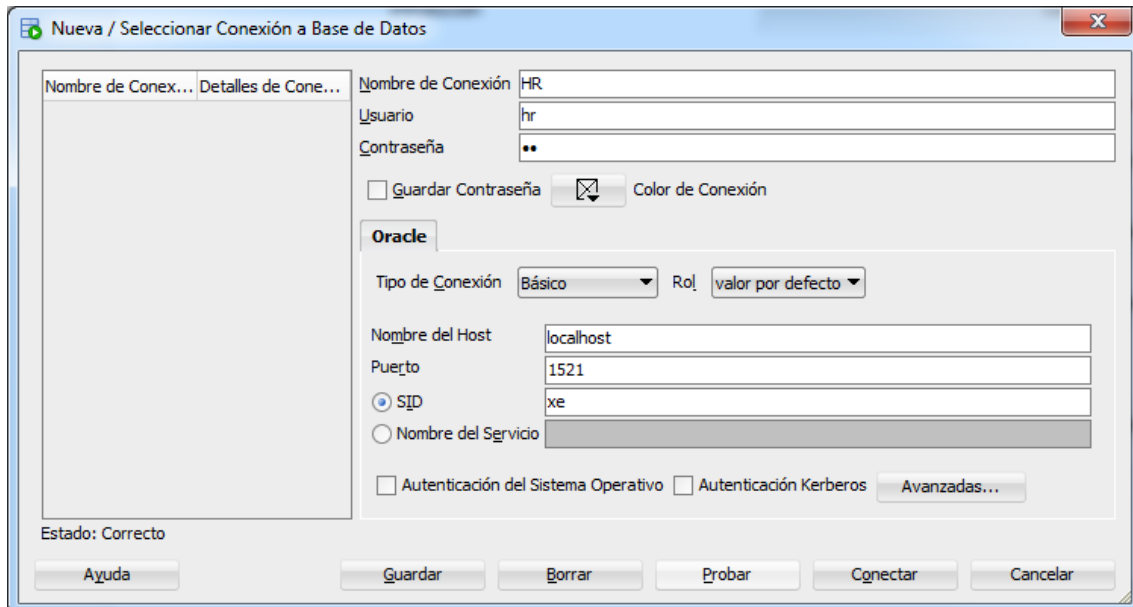 Nueva / Seleccionar Conexión a Base de Datos
Nombre de Conex... Detalles de Cone...
Nombre de Conexión HR
Usuario hr
Contraseña ••
Guardar Contraseña Color de Conexión
Oracle
Tipo de Conexión Básico Rol valor por defecto
Nombre del Host localhost
Puerto 1521
SID xe
Nombre del Servicio
Autenticación del Sistema Operativo Autenticación Kerberos Avanzadas...
Estado: Correcto
Ayuda Guardar Borrar Probar Conectar Cancelar